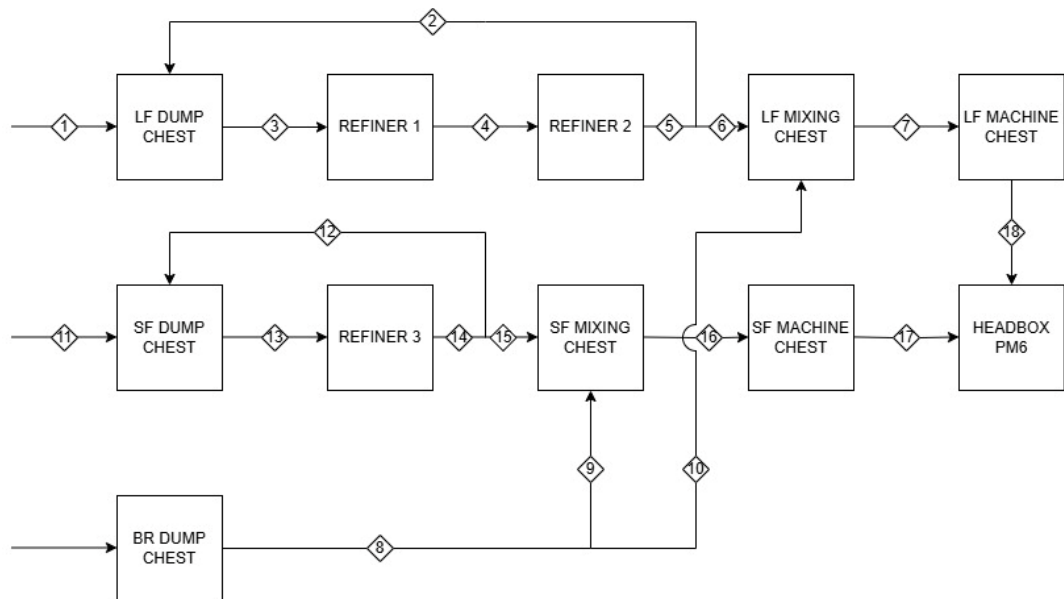 2
1
LF DUMP
CHEST
3
REFINER 1
4
REFINER 2
5
6
LF MIXING
CHEST
7
LF MACHINE
CHEST
12
18
11
SF DUMP
CHEST
13
REFINER 3
14
15
SF MIXING
CHEST
16
SF MACHINE
CHEST
17
HEADBOX
PM6
9
10
BR DUMP
CHEST
8